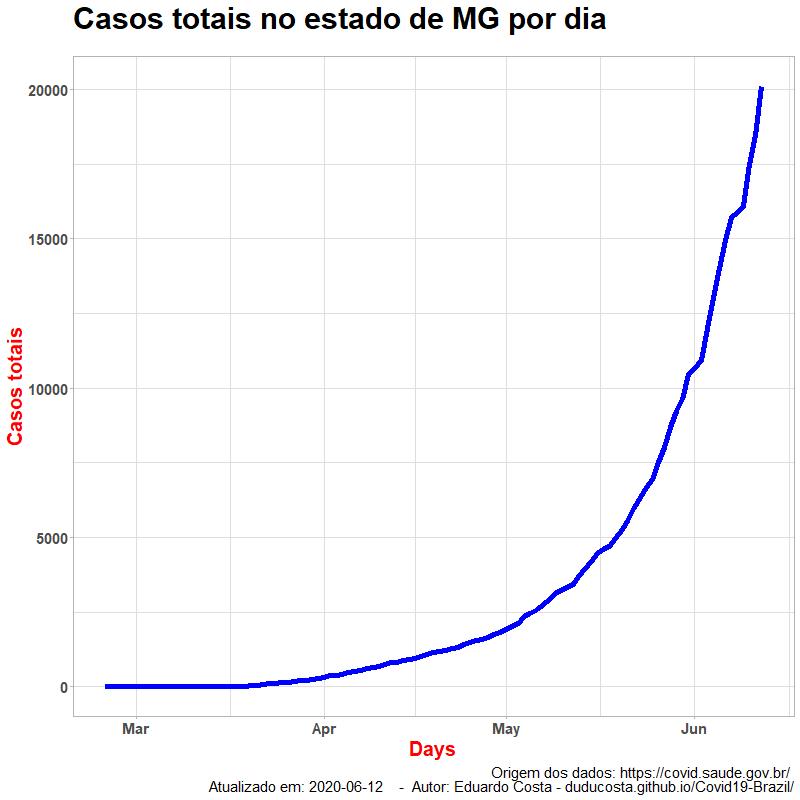 Casos totais no estado de MG por dia
20000
15000
10000
5000
0
Casos totais
Mar Apr May Jun
Days
Origem dos dados: https://covid.saude.gov.br/
Atualizado em: 2020-06-12 - Autor: Eduardo Costa - duducosta.github.io/Covid19-Brazil/